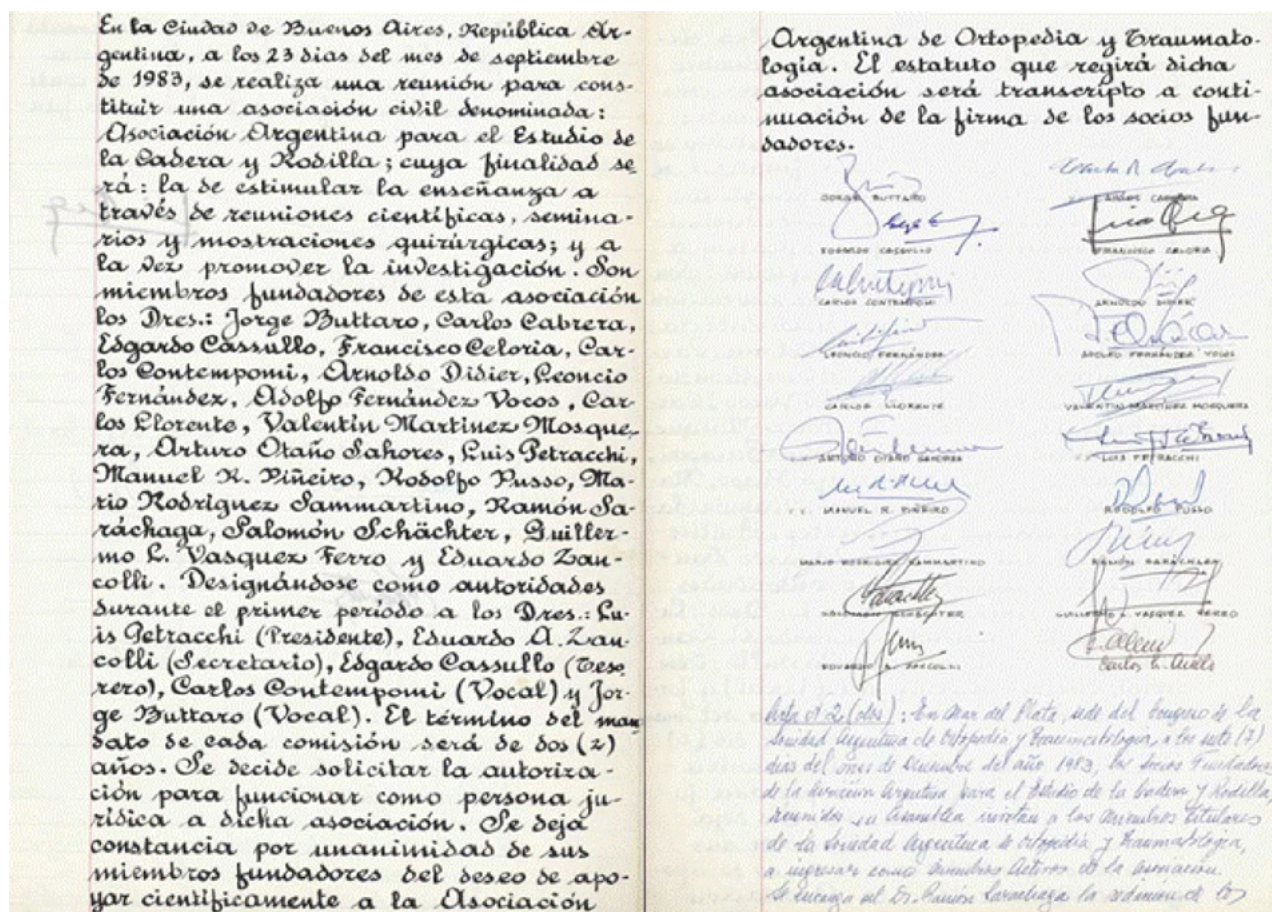 En la Ciudad de Buenos Aires, República Ar-
gentina, a los 23 dias del mes de septiembre
de 1983, se realiza una reunión para cons-
tituir una asociación civil denominada:
Asociación Argentina para el Estudio de
la Cadera y Rodilla; cuya finalidad se-
rá: la de estimular la enseñanza a
través de reuniones científicas, semina-
rios y mostraciones quirúrgicas; y a
la vez promover la investigación. Son
miembros fundadores de esta asociación
los Dres.: Jorge Buttaro, Carlos Cabrera,
Edgardo Cassullo, Francisco Celoria, Car-
los Contempomi, Arnoldo Didier, Leoncio
Fernández, Adolfo Fernández Vocos, Car-
los Llorente, Valentín Martinez Mosque-
ra, Arturo Otaño Sahores, Luis Petracchi,
Manuel R. Piñeiro, Rodolfo Pusso, Ma-
rio Rodriguez Sammartino, Ramón Sa-
ráchaga, Salomón Schächter, Guiller-
mo L. Vasquez Ferro y Eduardo Zan-
colli. Designándose como autoridades
durante el primer periodo a los Dres.: Lu-
is Petracchi (Presidente), Eduardo A. Zan-
colli (Secretario), Edgardo Cassullo (Teso-
rero), Carlos Contempomi (Vocal) y Jor-
ge Buttaro (Vocal). El término del man-
dato de cada comisión será de dos (2)
años. Se decide solicitar la autoriza-
ción para funcionar como persona ju-
rídica a dicha asociación. Se deja
constancia por unanimidad de sus
miembros fundadores del deseo de apo-
yar científicamente a la Asociación
Argentina de Ortopedia y Traumato-
logía. El estatuto que regirá dicha
asociación será transcripto a conti-
nuación de la firma de los socios fun-
dadores.
JORGE BUTTARO
CARLOS CABRERA
EDGARDO CASSULLO
FRANCISCO CELORIA
CARLOS CONTEMPOMI
ARNOLDO DIDIER
LEONCIO FERNÁNDEZ
ADOLFO FERNÁNDEZ VOCOS
CARLOS LLORENTE
VALENTIN MARTINEZ MOSQUERA
ARTURO OTAÑO SAHORES
LUIS PETRACCHI
MANUEL R. PIÑEIRO
RODOLFO PUSSO
MARIO RODRIGUEZ SAMMARTINO
RAMÓN SARÁCHAGA
SCHÄCHTER
GUILLERMO L. VASQUEZ FERRO
EDUARDO A. ZANCOLLI
Carlos
Acta nº 2 (dos): En Mar del Plata, sede del Congreso de la
Sociedad Argentina de Ortopedia y Traumatología, a los siete (7)
dias del mes de Diciembre del año 1983, los Socios Fundadores
de la Asociación Argentina para el Estudio de la Cadera y Rodilla,
reunidos en Asamblea invitan a los Miembros titulares
de la Sociedad Argentina de Ortopedia y Traumatología,
a ingresar como Miembros Activos de la Asociación.
Se encarga al Dr. Ramón Sarachaga la redacción de los